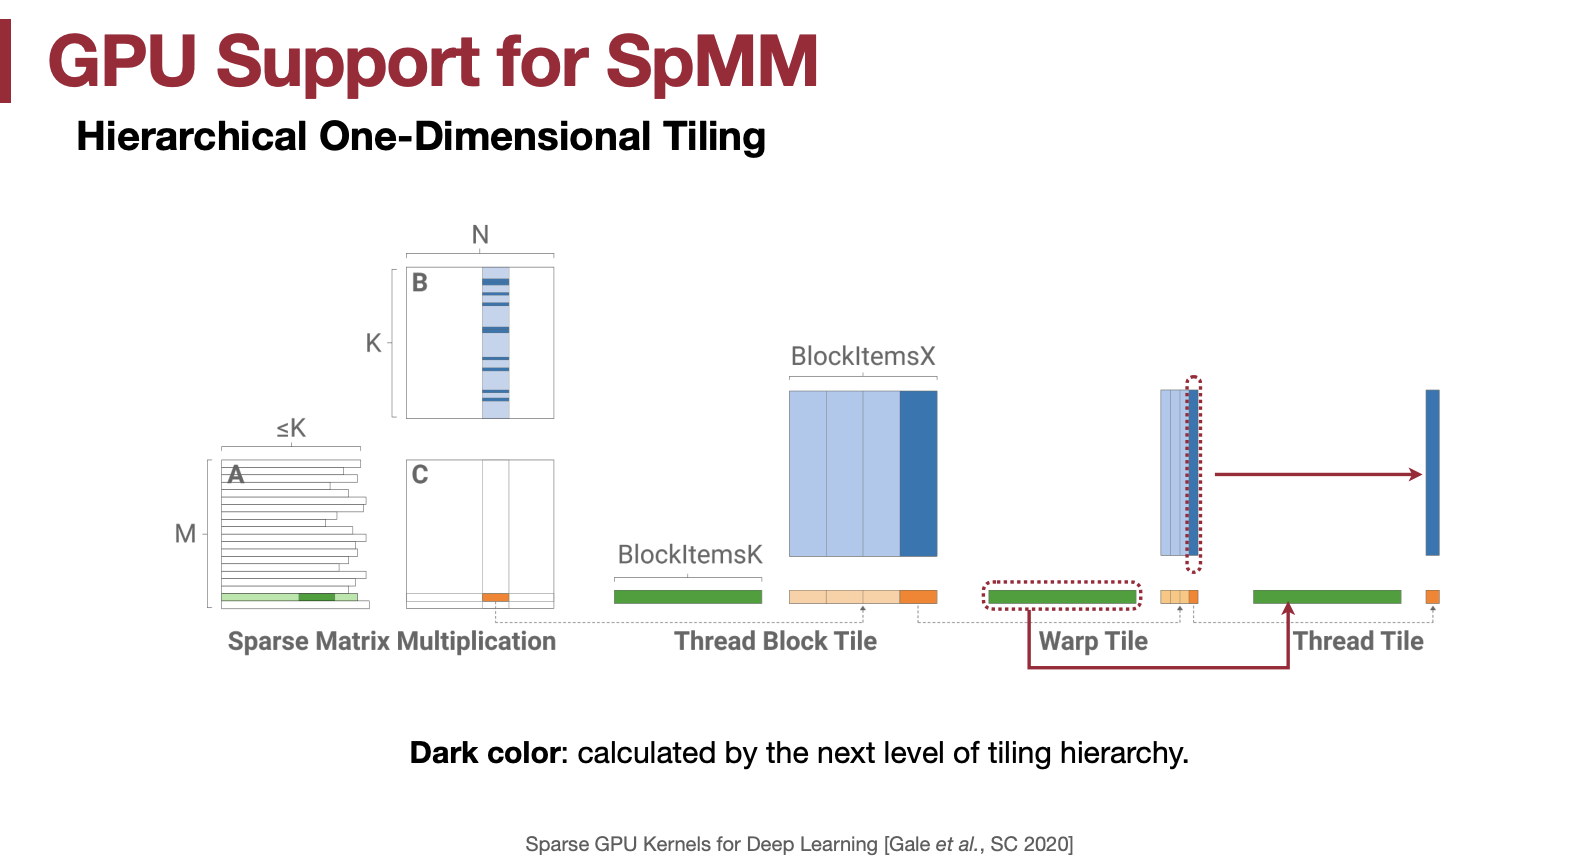 GPU Support for SpMM
Hierarchical One-Dimensional Tiling
N
B
K
≤K
A
M
C
BlockItemsX
BlockItemsK
Sparse Matrix Multiplication
Thread Block Tile
Warp Tile
Thread Tile
Dark color: calculated by the next level of tiling hierarchy.
Sparse GPU Kernels for Deep Learning [Gale et al., SC 2020]